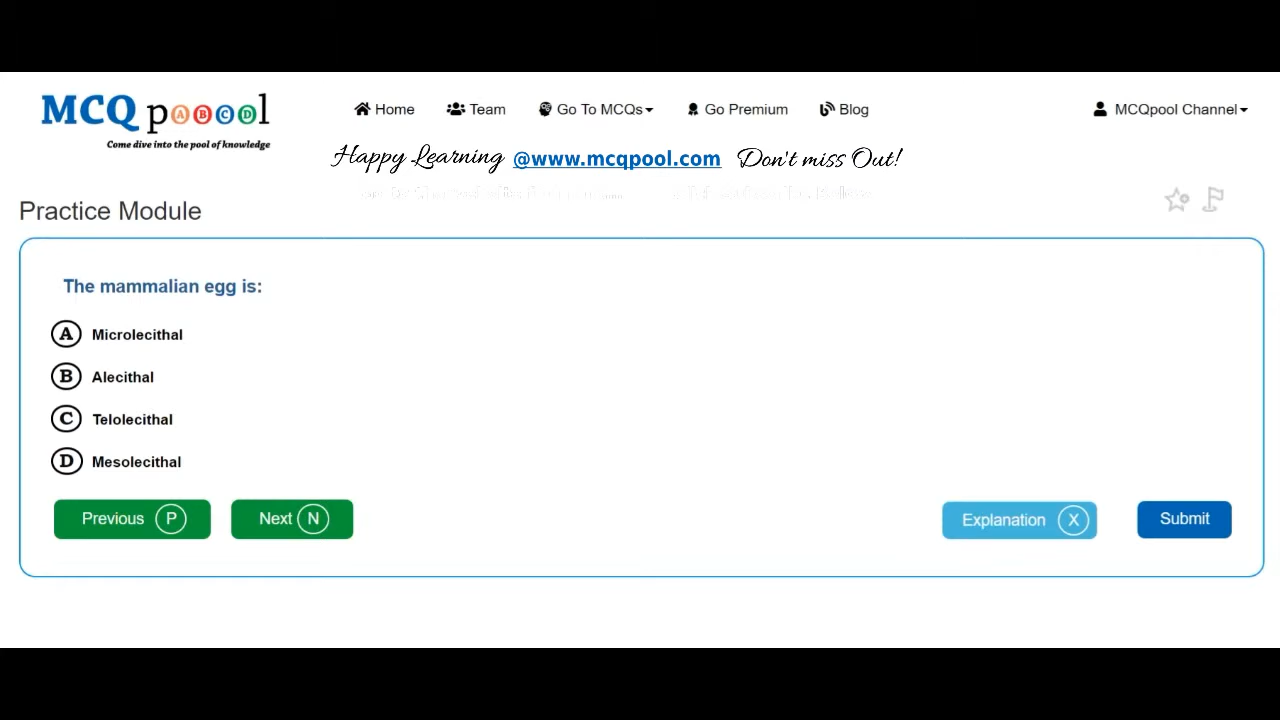 MCQ pooool
Come dive into the pool of knowledge
Home Team Go To MCQs Go Premium Blog MCQpool Channel
Happy Learning @www.mcqpool.com Don't miss Out!
Practice Module
The mammalian egg is:
A Microlecithal
B Alecithal
C Telolecithal
D Mesolecithal
Previous P Next N Explanation X Submit